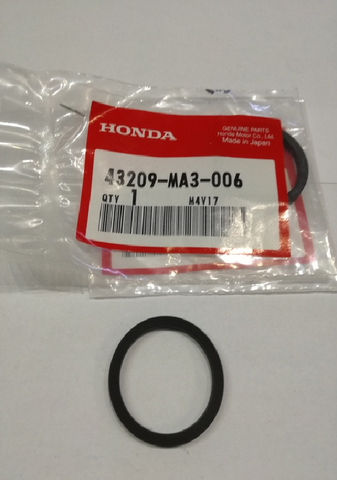 HONDA
GENUINE PARTS
Honda Motor Co., Ltd.
Made in Japan
43209-MA3-006
QTY 1 H4V17